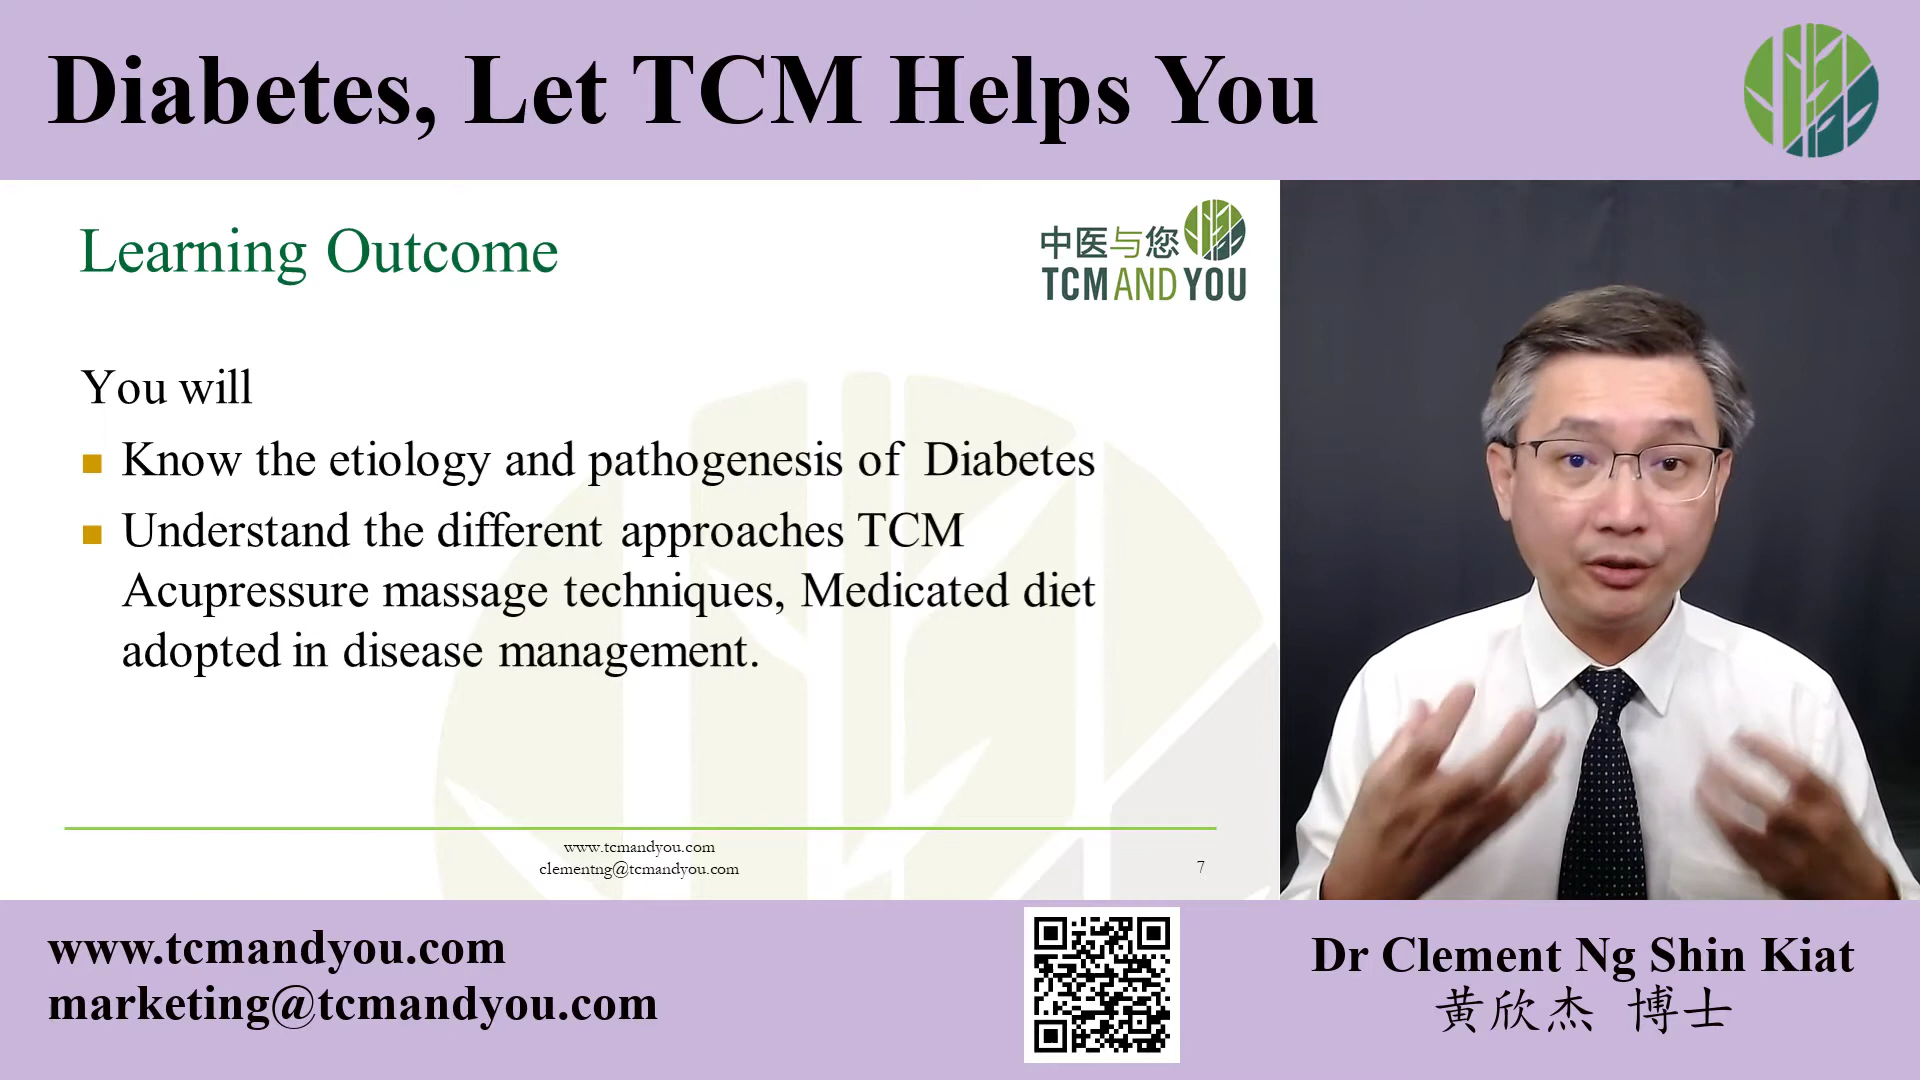 Diabetes, Let TCM Helps You
Learning Outcome
中医与您
TCM AND YOU
You will
Know the etiology and pathogenesis of Diabetes
Understand the different approaches TCM
Acupressure massage techniques, Medicated diet
adopted in disease management.
www.tcmandyou.com
clementng@tcmandyou.com
7
www.tcmandyou.com
marketing@tcmandyou.com
Dr Clement Ng Shin Kiat
黄欣杰 博士